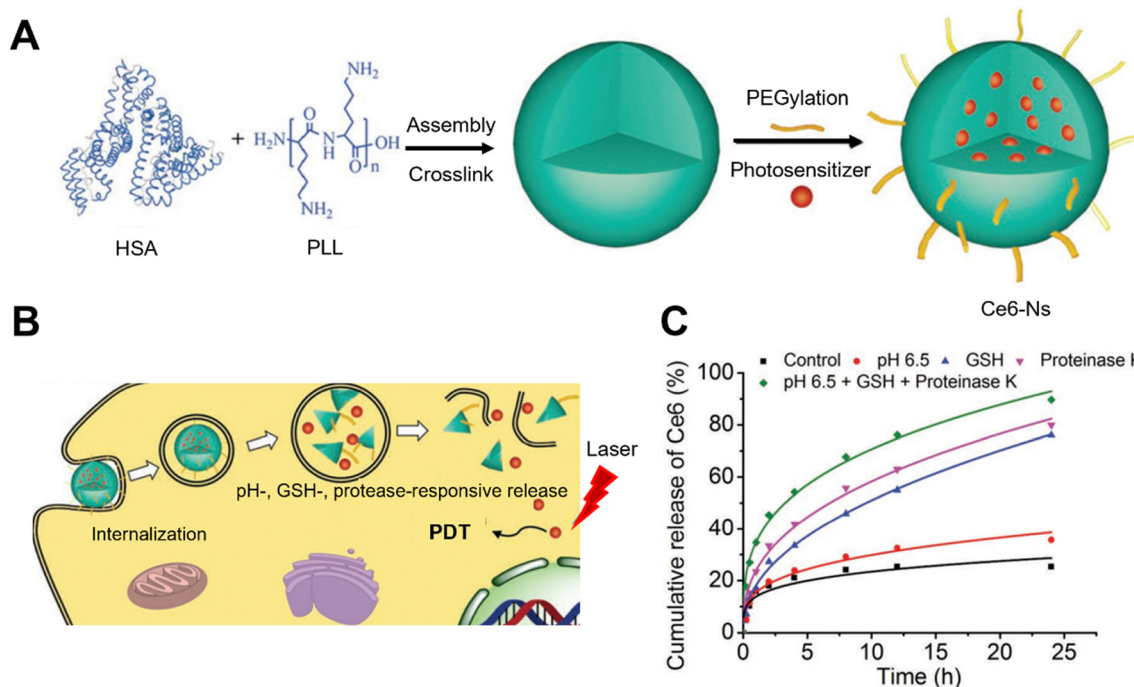 A
NH₂
H₂N
O
N
H
O
OH
n
NH₂
+
HSA
PLL
Assembly
Crosslink
PEGylation
Photosensitizer
Ce6-Ns
B
Internalization
pH-, GSH-, protease-responsive release
Laser
PDT
C
Control pH 6.5 GSH Proteinase K
pH 6.5 + GSH + Proteinase K
Cumulative release of Ce6 (%)
100
80
60
40
20
0
0 5 10 15 20 25
Time (h)